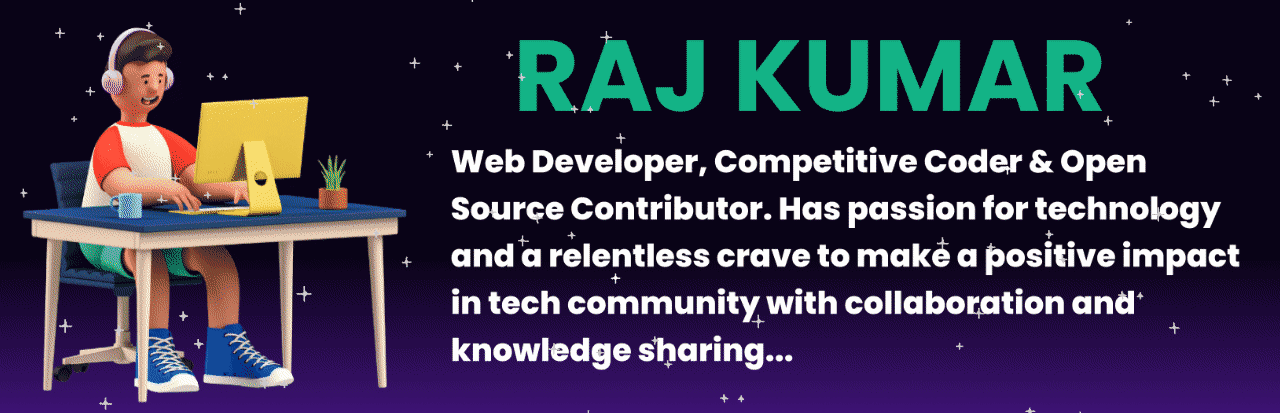 RAJ KUMAR
Web Developer, Competitive Coder & Open
Source Contributor. Has passion for technology
and a relentless crave to make a positive impact
in tech community with collaboration and
knowledge sharing...